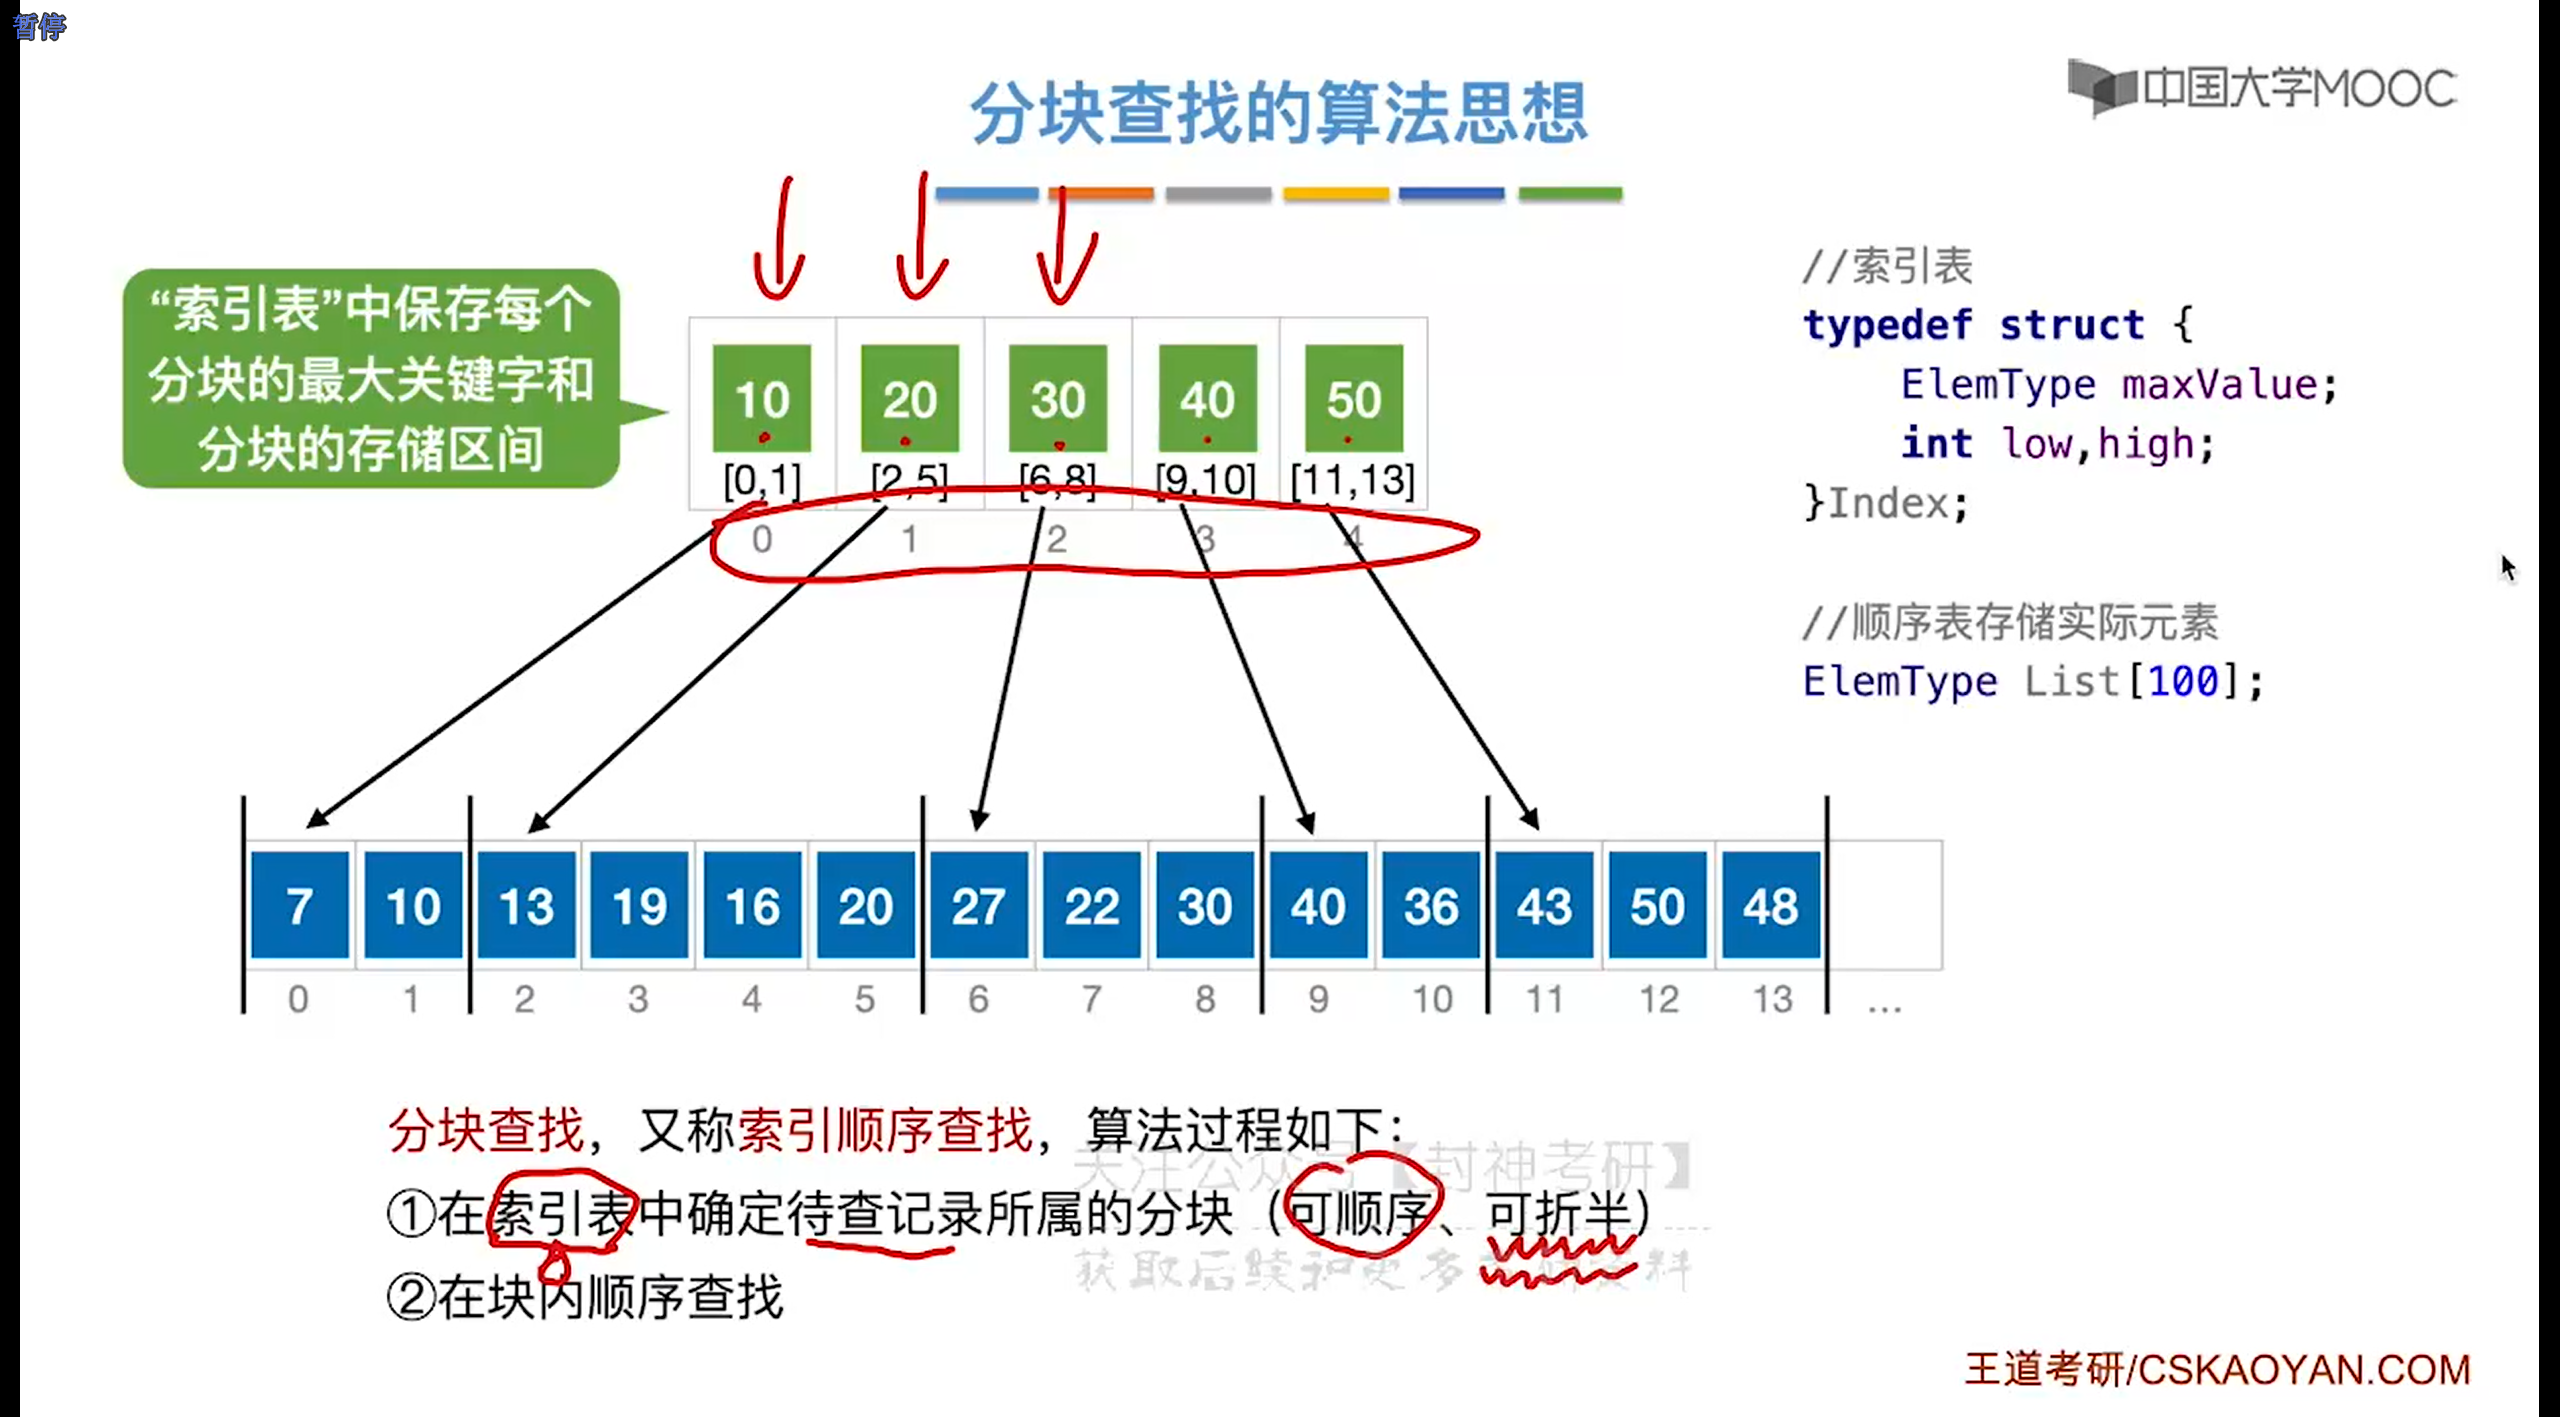 暂停
中国大学MOOC
分块查找的算法思想
“索引表”中保存每个
分块的最大关键字和
分块的存储区间
10 20 30 40 50
[0,1] [2,5] [6,8] [9,10] [11,13]
0 1 2 3 4
//索引表
typedef struct {
ElemType maxValue;
int low,high;
}Index;
//顺序表存储实际元素
ElemType List[100];
7 10 13 19 16 20 27 22 30 40 36 43 50 48
0 1 2 3 4 5 6 7 8 9 10 11 12 13 ...
分块查找，又称索引顺序查找，算法过程如下：
关注公众号【封神考研】
①在索引表中确定待查记录所属的分块（可顺序、可折半）
获取后续和更多考研资料
②在块内顺序查找
王道考研/CSKAOYAN.COM